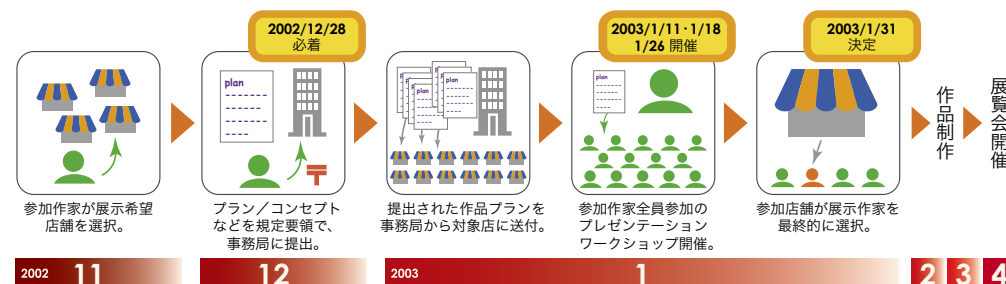 2002/12/28
必着
2003/1/11・1/18
1/26 開催
2003/1/31
決定
plan
plan
plan
参加作家が展示希望
店舗を選択。
プラン／コンセプト
などを規定要領で、
事務局に提出。
提出された作品プランを
事務局から対象店に送付。
参加作家全員参加の
プレゼンテーション
ワークショップ開催。
参加店舗が展示作家を
最終的に選択。
作品制作
展覧会開催
2002 11
12
2003 1
2
3
4